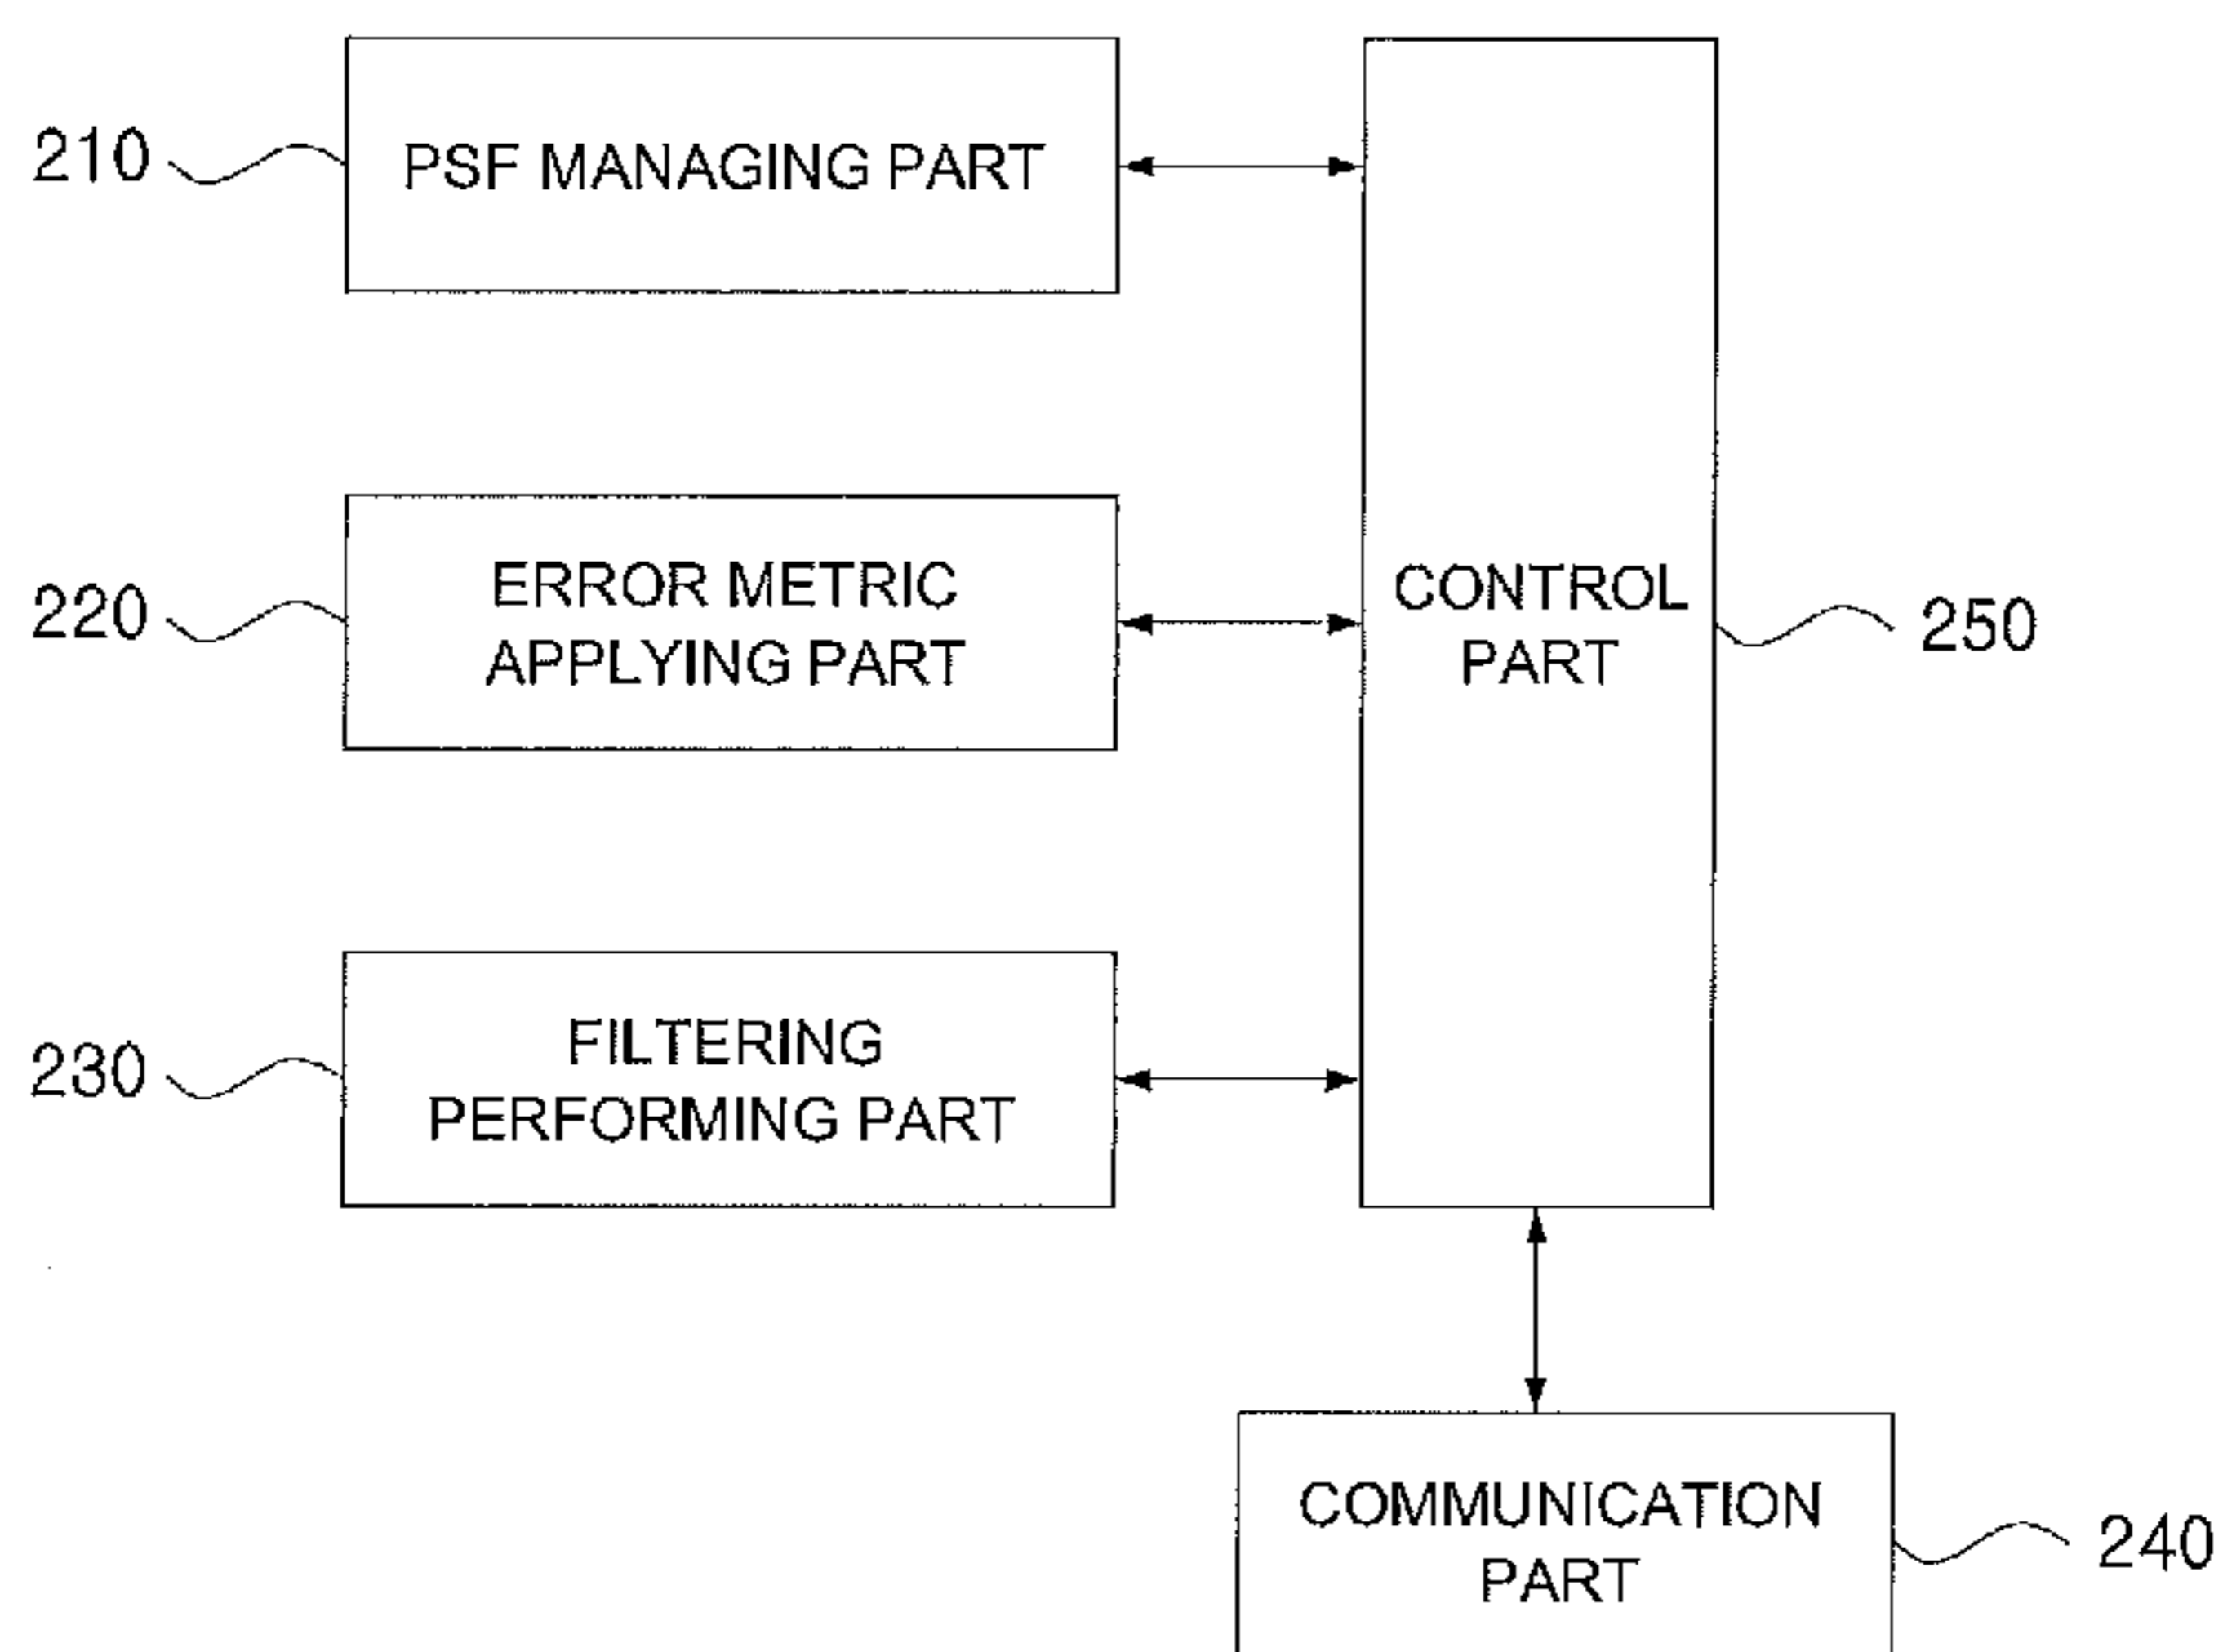 210
PSF MANAGING PART
220
ERROR METRIC
APPLYING PART
CONTROL
PART
250
230
FILTERING
PERFORMING PART
COMMUNICATION
PART
240